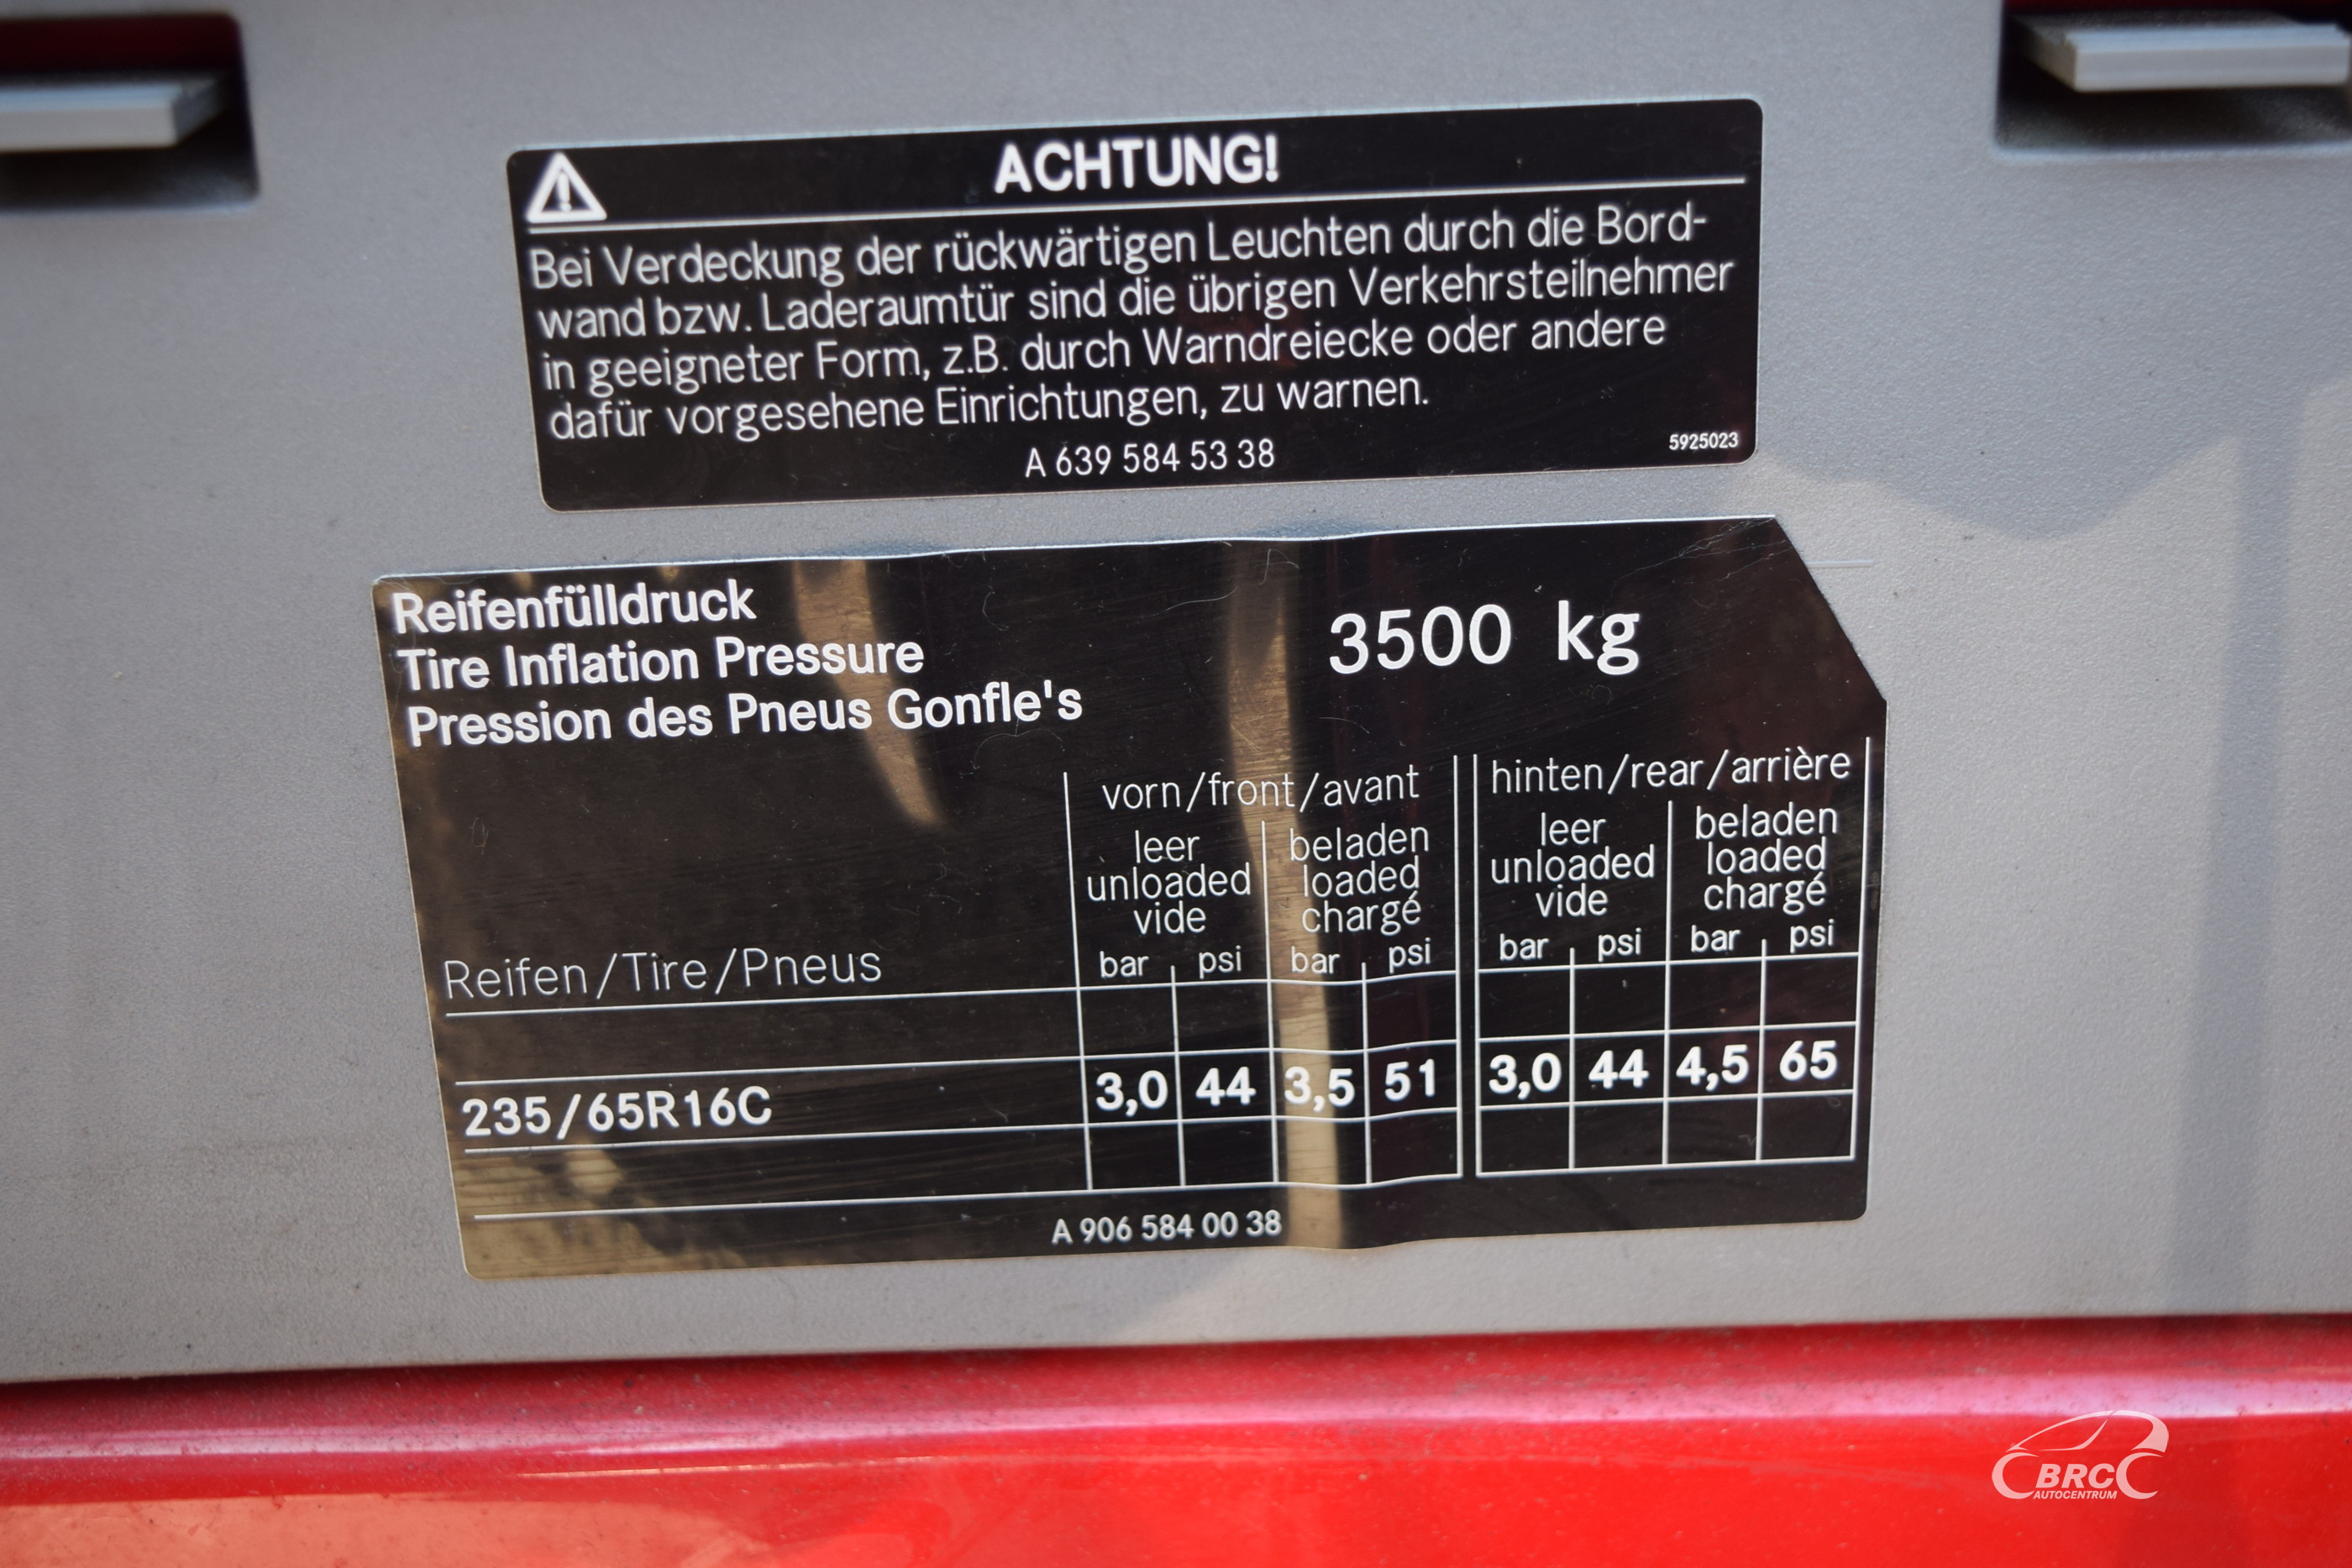 ACHTUNG!
Bei Verdeckung der rückwärtigen Leuchten durch die Bord-
wand bzw. Laderaumtür sind die übrigen Verkehrsteilnehmer
in geeigneter Form, z.B. durch Warndreiecke oder andere
dafür vorgesehene Einrichtungen, zu warnen.
A 639 584 53 38
5925023
Reifenfülldruck
Tire Inflation Pressure
Pression des Pneus Gonfle's
3500 kg
vorn/front/avant hinten/rear/arrière
leer beladen leer beladen
unloaded loaded unloaded loaded
vide chargé vide chargé
Reifen/Tire/Pneus bar psi bar psi bar psi bar psi
235/65R16C 3,0 44 3,5 51 3,0 44 4,5 65
A 906 584 00 38
BRC
AUTOCENTRUM